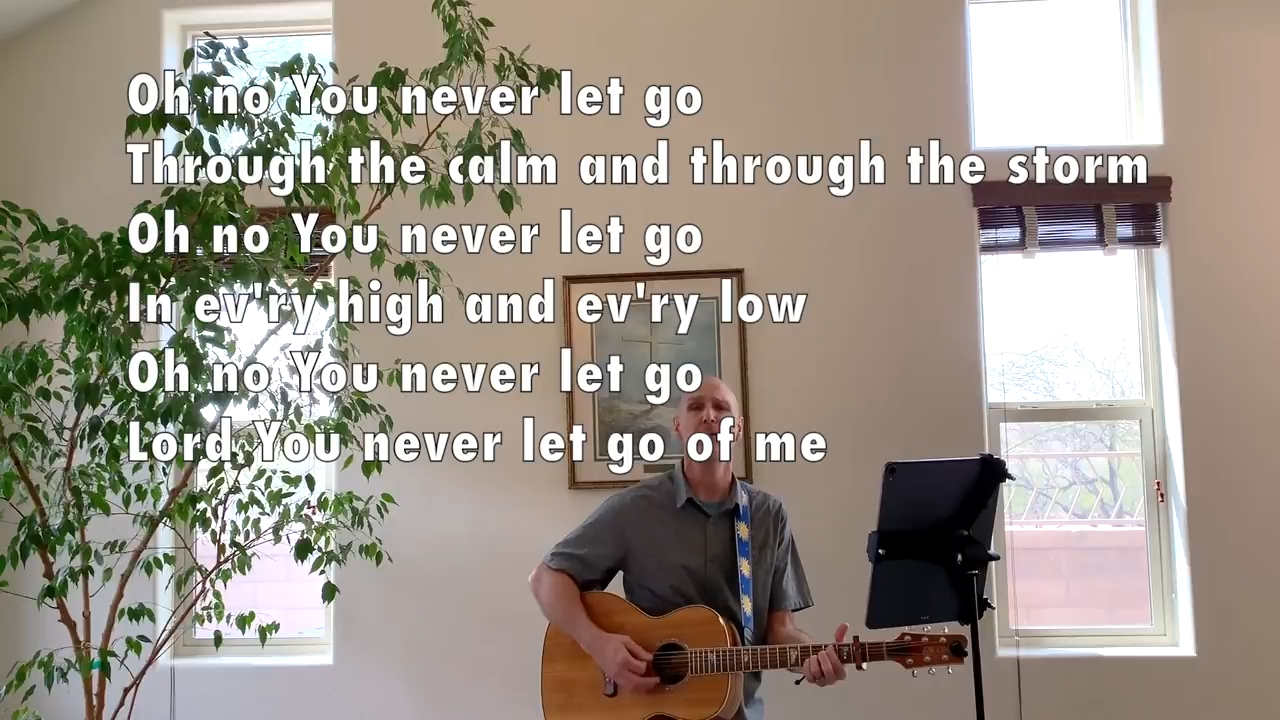 Oh no You never let go
Through the calm and through the storm
Oh no You never let go
In ev'ry high and ev'ry low
Oh no You never let go
Lord You never let go of me